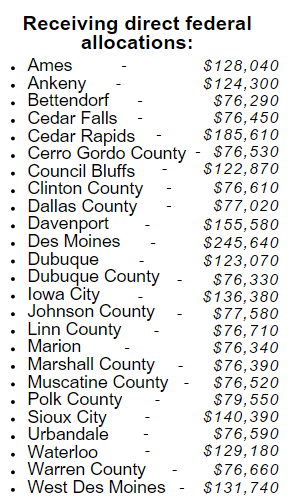 Receiving direct federal
allocations:
• Ames - $128,040
• Ankeny - $124,300
• Bettendorf - $76,290
• Cedar Falls - $76,450
• Cedar Rapids - $185,610
• Cerro Gordo County - $76,530
• Council Bluffs - $122,870
• Clinton County - $76,610
• Dallas County - $77,020
• Davenport - $155,580
• Des Moines - $245,640
• Dubuque - $123,070
• Dubuque County - $76,330
• Iowa City - $136,380
• Johnson County - $77,580
• Linn County - $76,710
• Marion - $76,340
• Marshall County - $76,390
• Muscatine County - $76,520
• Polk County - $79,550
• Sioux City - $140,390
• Urbandale - $76,590
• Waterloo - $129,180
• Warren County - $76,660
• West Des Moines - $131,740